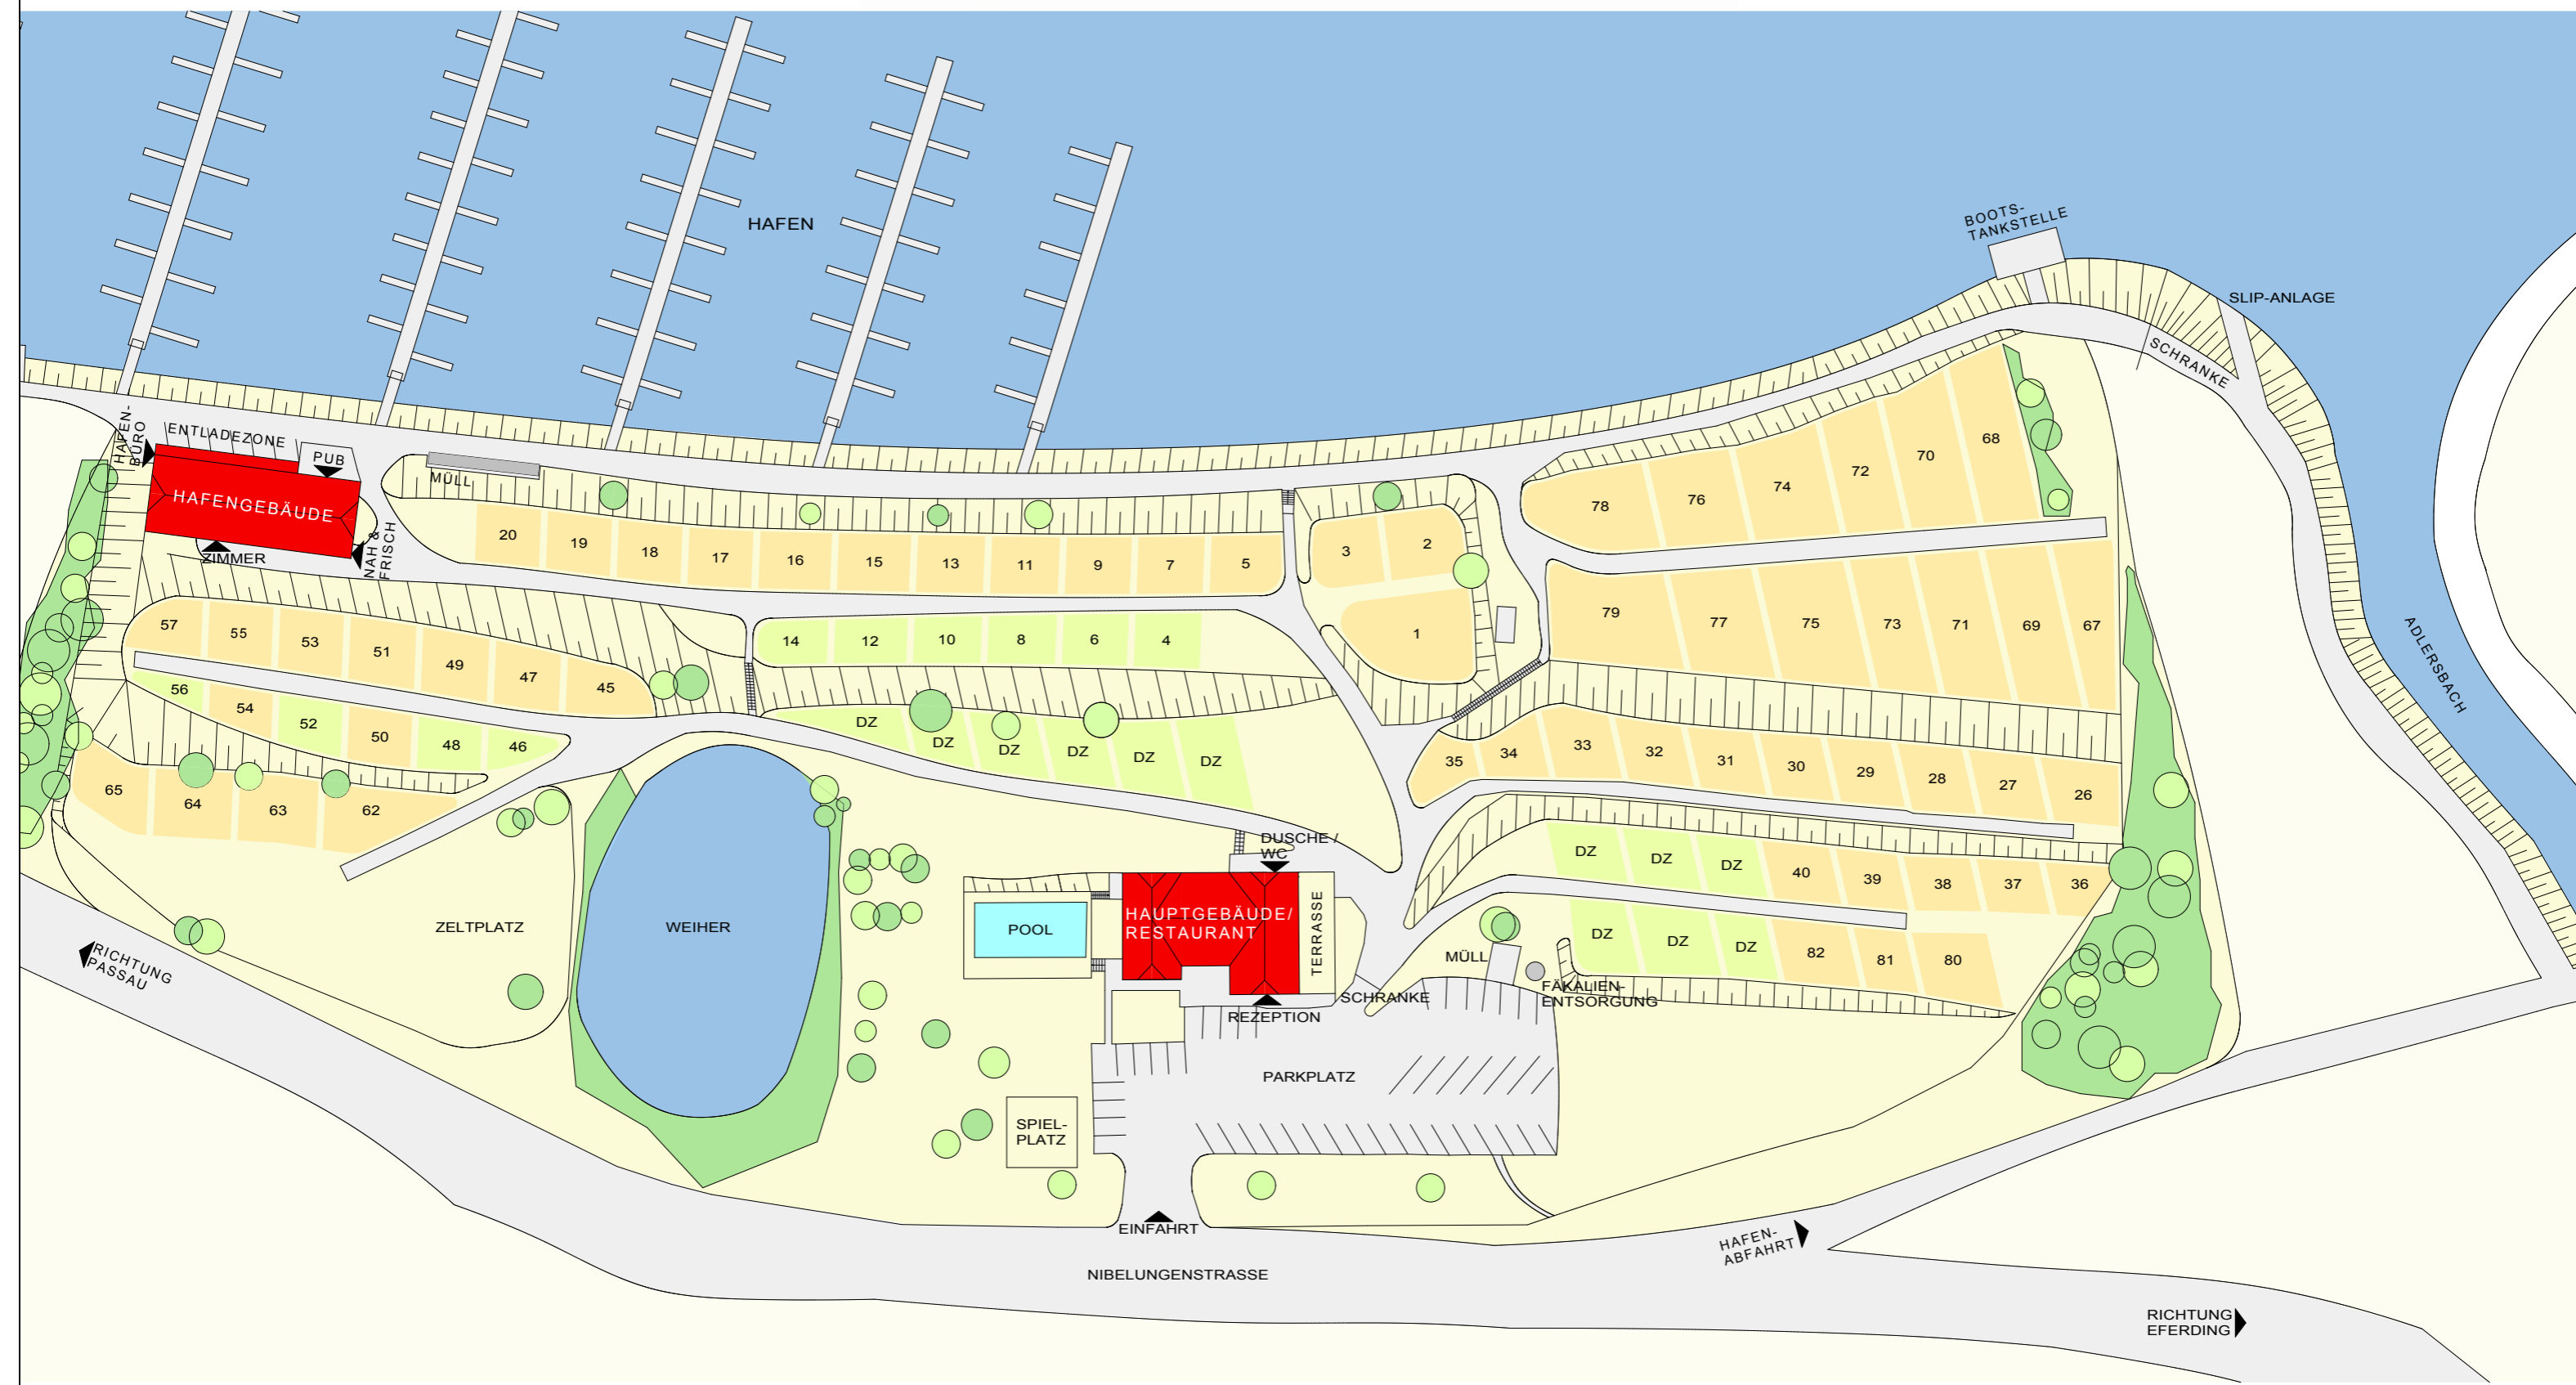 HAFEN
BOOTS-
TANKSTELLE
SLIP-ANLAGE
SCHRANKE
ADLERSBACH
HAFEN-
BÜRO
ENTLADEZONE
PUB
HAFENGEBÄUDE
ZIMMER
NAH &
FRISCH
MÜLL
20
19
18
17
16
15
13
11
9
7
5
3
2
1
78
76
74
72
70
68
79
77
75
73
71
69
67
14
12
10
8
6
4
57
55
53
51
49
47
45
56
54
52
50
48
46
65
64
63
62
DZ
DZ
DZ
DZ
DZ
DZ
35
34
33
32
31
30
29
28
27
26
DZ
DZ
DZ
40
39
38
37
36
DZ
DZ
DZ
82
81
80
DUSCHE /
WC
HAUPTGEBÄUDE/
RESTAURANT
TERRASSE
POOL
ZELTPLATZ
WEIHER
MÜLL
FÄKALIEN-
ENTSORGUNG
SCHRANKE
REZEPTION
PARKPLATZ
SPIEL-
PLATZ
RICHTUNG
PASSAU
EINFAHRT
NIBELUNGENSTRASSE
HAFEN-
ABFAHRT
RICHTUNG
EFERDING